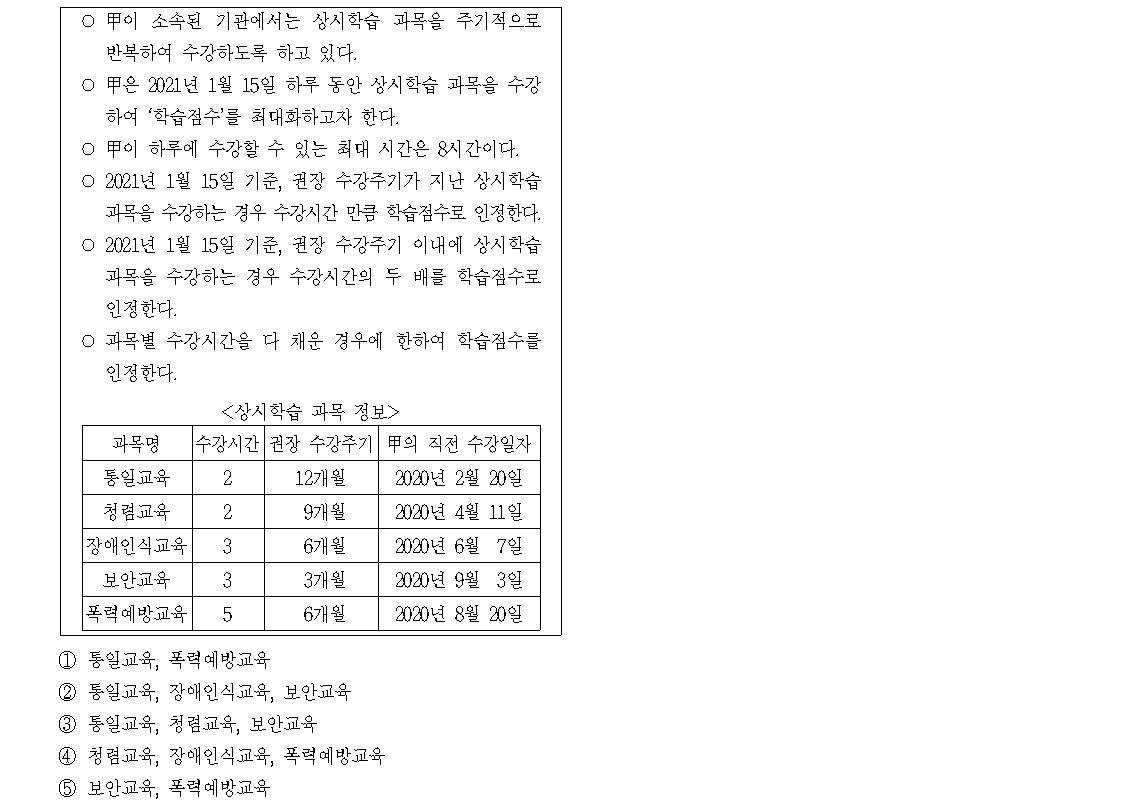 ○ 甲이 소속된 기관에서는 상시학습 과목을 주기적으로
반복하여 수강하도록 하고 있다.
○ 甲은 2021년 1월 15일 하루 동안 상시학습 과목을 수강
하여 ‘학습점수’를 최대화하고자 한다.
○ 甲이 하루에 수강할 수 있는 최대 시간은 8시간이다.
○ 2021년 1월 15일 기준, 권장 수강주기가 지난 상시학습
과목을 수강하는 경우 수강시간 만큼 학습점수로 인정한다.
○ 2021년 1월 15일 기준, 권장 수강주기 이내에 상시학습
과목을 수강하는 경우 수강시간의 두 배를 학습점수로
인정한다.
○ 과목별 수강시간을 다 채운 경우에 한하여 학습점수를
인정한다.
<상시학습 과목 정보>
과목명 수강시간 권장 수강주기 甲의 직전 수강일자
통일교육 2 12개월 2020년 2월 20일
청렴교육 2 9개월 2020년 4월 11일
장애인식교육 3 6개월 2020년 6월 7일
보안교육 3 3개월 2020년 9월 3일
폭력예방교육 5 6개월 2020년 8월 20일
① 통일교육, 폭력예방교육
② 통일교육, 장애인식교육, 보안교육
③ 통일교육, 청렴교육, 보안교육
④ 청렴교육, 장애인식교육, 폭력예방교육
⑤ 보안교육, 폭력예방교육